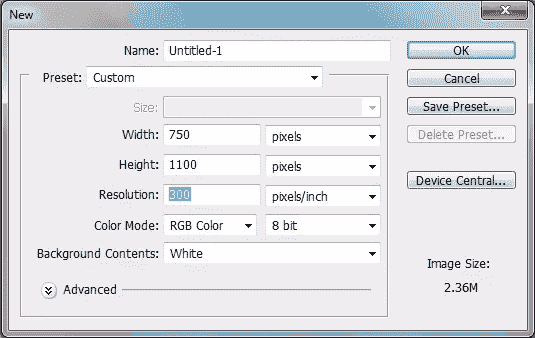 New
Name: Untitled-1 OK
Preset: Custom Cancel
Size: Save Preset...
Width: 750 pixels Delete Preset...
Height: 1100 pixels
Resolution: 300 pixels/inch Device Central...
Color Mode: RGB Color 8 bit
Background Contents: White Image Size:
Advanced 2.36M